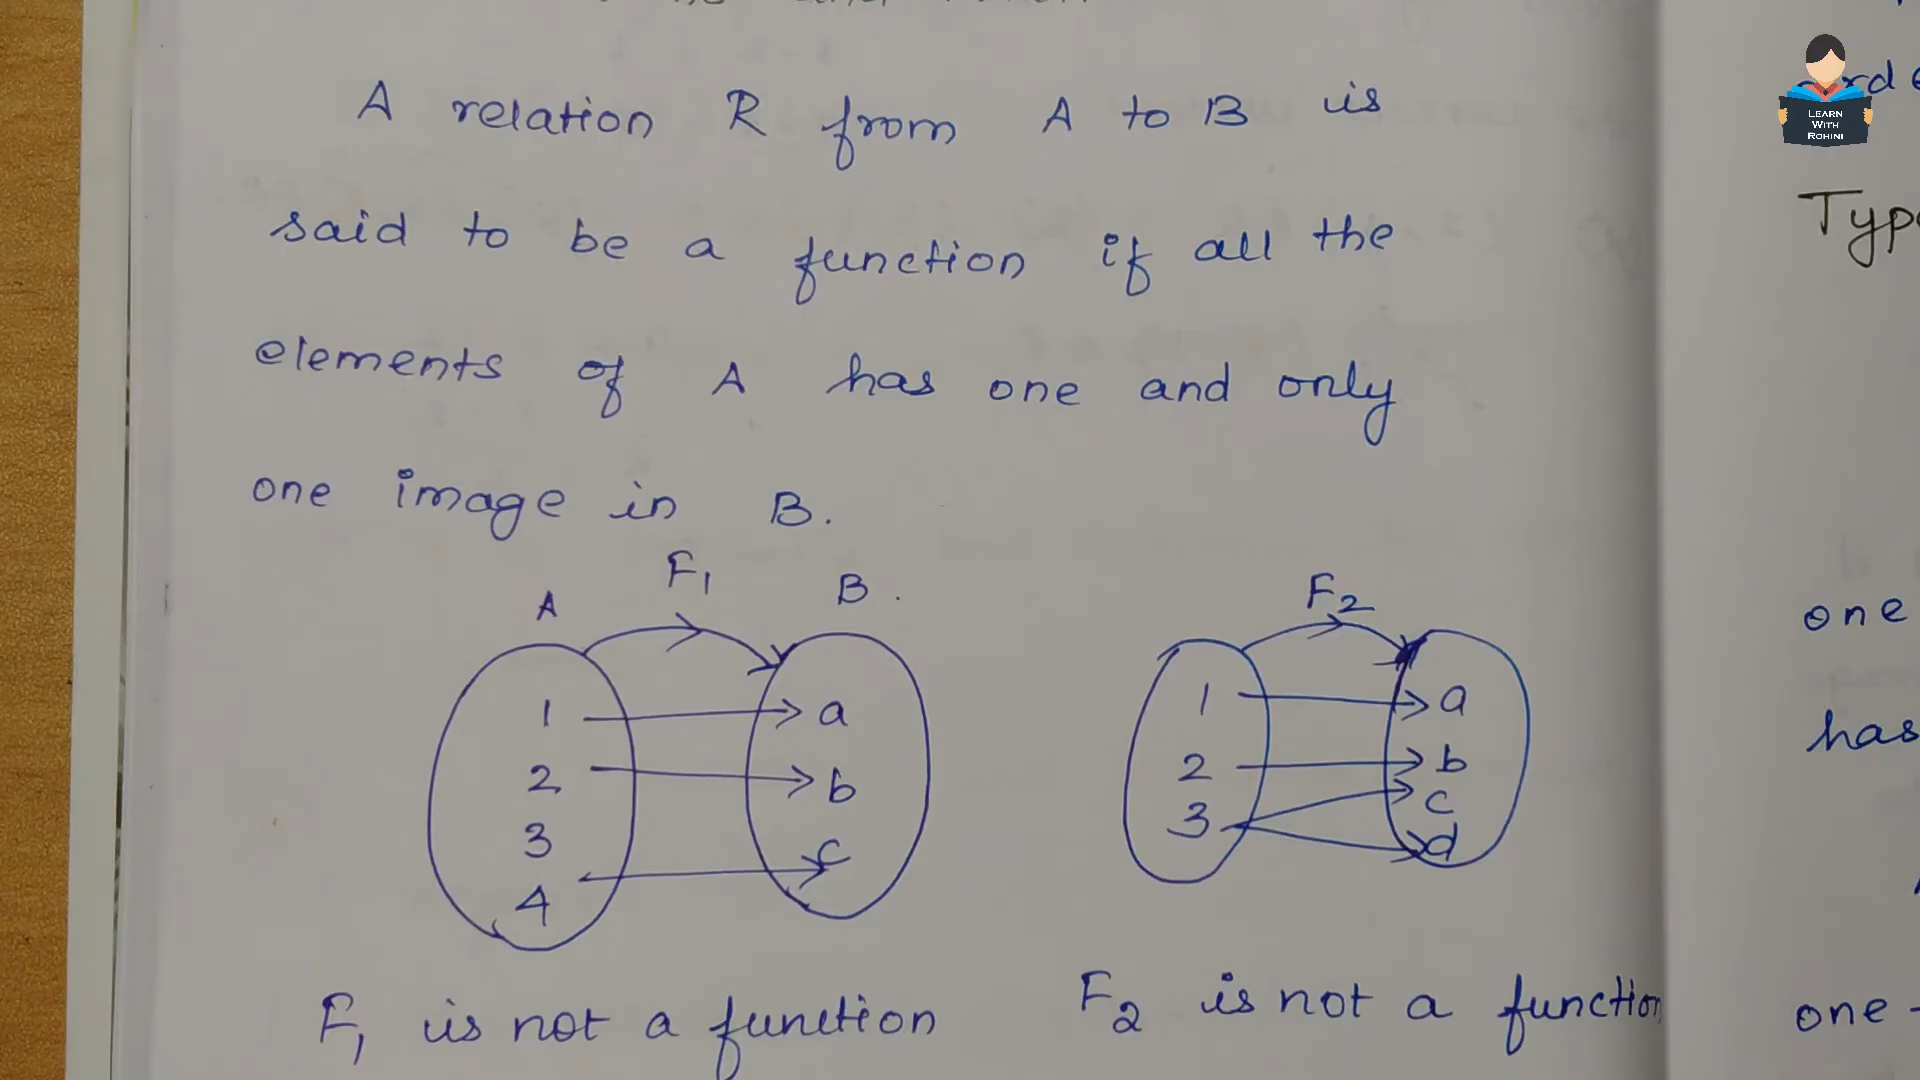 A relation R from A to B is
said to be a function if all the
elements of A has one and only
one image in B.
A F1 B.
1 a
2 b
3 c
4
F1 is not a function
F2
1 a
2 b
3 c
d
F2 is not a function
LEARN
With
Rohini
one
has
one -